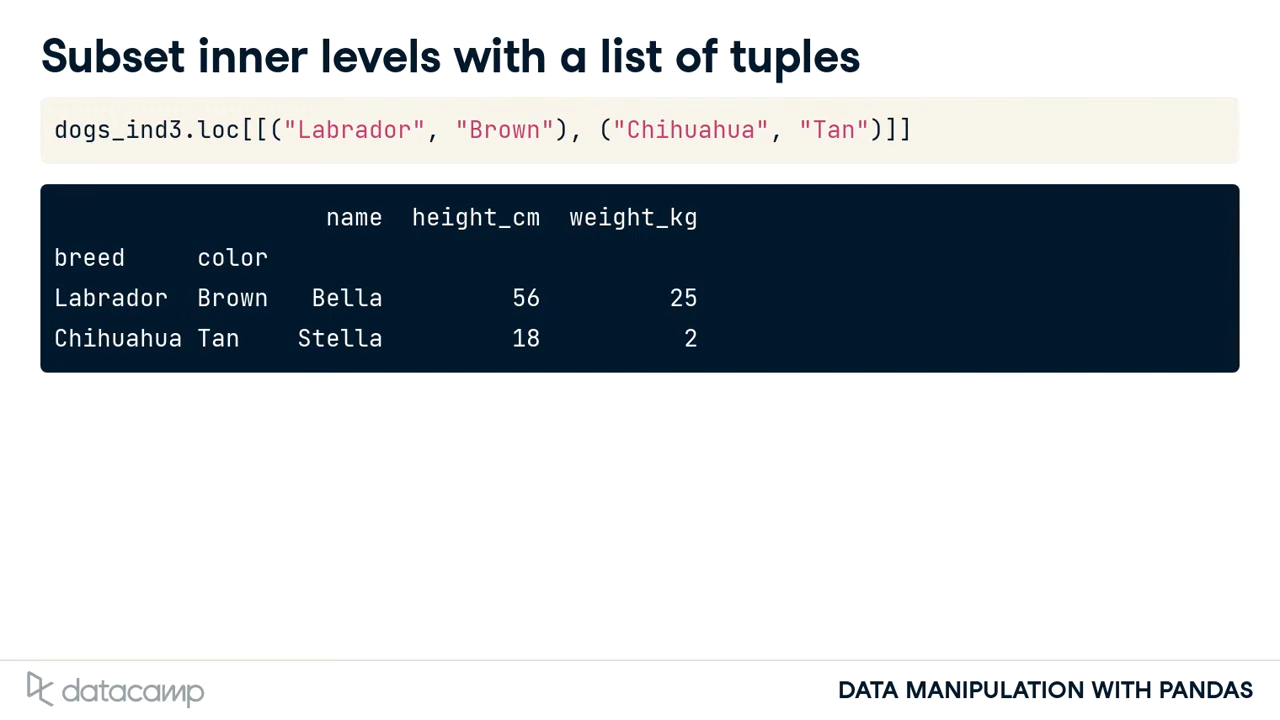 Subset inner levels with a list of tuples
dogs_ind3.loc[[("Labrador", "Brown"), ("Chihuahua", "Tan")]]
name height_cm weight_kg
breed color
Labrador Brown Bella 56 25
Chihuahua Tan Stella 18 2
datacamp
DATA MANIPULATION WITH PANDAS